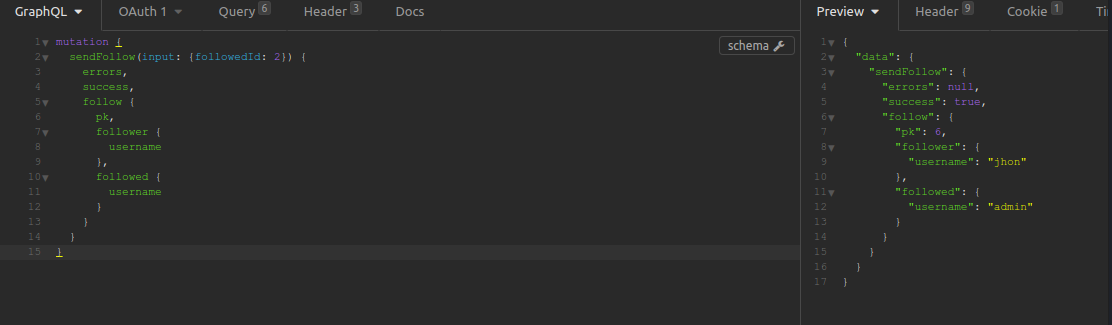 GraphQL ▾ OAuth 1 ▾ Query 6 Header 3 Docs
schema
1 mutation {
2 sendFollow(input: {followedId: 2}) {
3 errors,
4 success,
5 follow {
6 pk,
7 follower {
8 username
9 },
10 followed {
11 username
12 }
13 }
14 }
15 }
Preview ▾ Header 9 Cookie 1 Ti
1 {
2 "data": {
3 "sendFollow": {
4 "errors": null,
5 "success": true,
6 "follow": {
7 "pk": 6,
8 "follower": {
9 "username": "jhon"
10 },
11 "followed": {
12 "username": "admin"
13 }
14 }
15 }
16 }
17 }